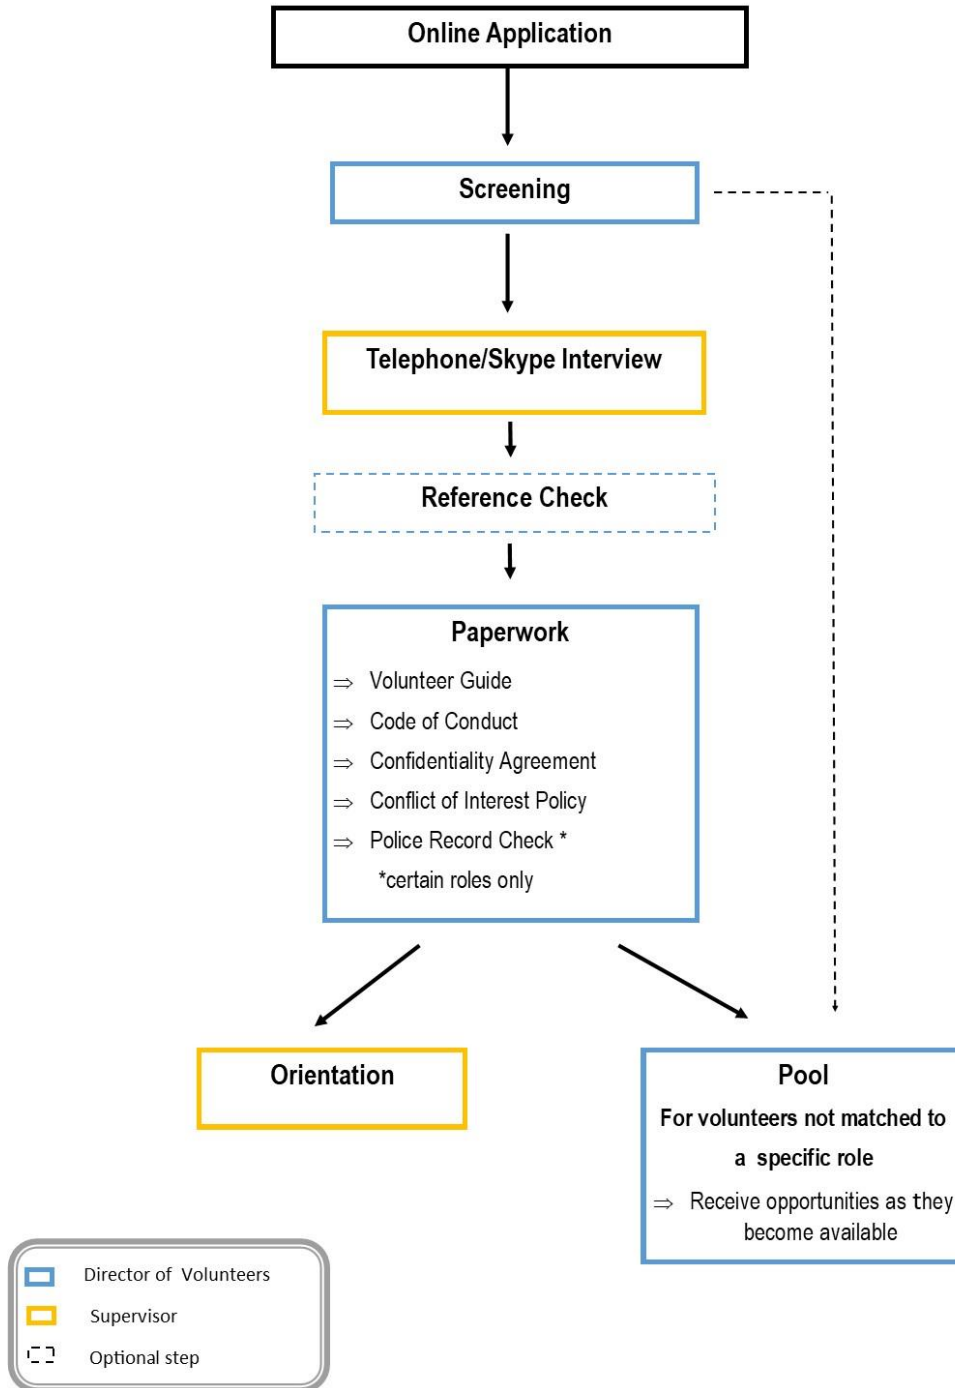 Online Application
Screening
Telephone/Skype Interview
Reference Check
Paperwork
⇒ Volunteer Guide
⇒ Code of Conduct
⇒ Confidentiality Agreement
⇒ Conflict of Interest Policy
⇒ Police Record Check *
*certain roles only
Orientation
Pool
For volunteers not matched to
a specific role
⇒ Receive opportunities as they
become available
Director of Volunteers
Supervisor
Optional step